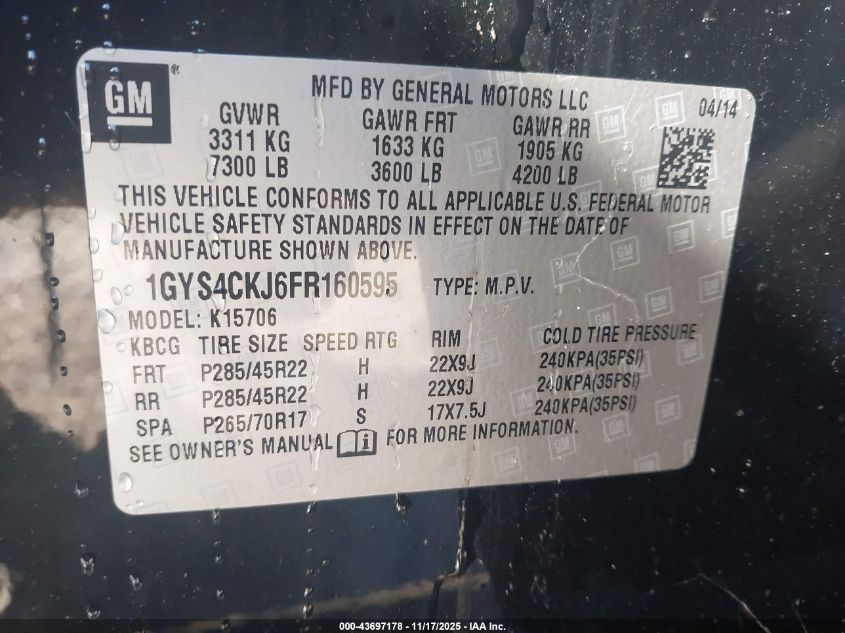 GM ®
MFD BY GENERAL MOTORS LLC
04/14
GVWR GAWR FRT GAWR RR
3311 KG 1633 KG 1905 KG
7300 LB 3600 LB 4200 LB
THIS VEHICLE CONFORMS TO ALL APPLICABLE U.S. FEDERAL MOTOR
VEHICLE SAFETY STANDARDS IN EFFECT ON THE DATE OF
MANUFACTURE SHOWN ABOVE.
1GYS4CKJ6FR160595 TYPE: M.P.V.
MODEL: K15706
KBCG TIRE SIZE SPEED RTG RIM COLD TIRE PRESSURE
FRT P285/45R22 H 22X9J 240KPA(35PSI)
RR P285/45R22 H 22X9J 240KPA(35PSI)
SPA P265/70R17 S 17X7.5J 240KPA(35PSI)
SEE OWNER'S MANUAL i FOR MORE INFORMATION.
000-43697178 - 11/17/2025 - IAA Inc.